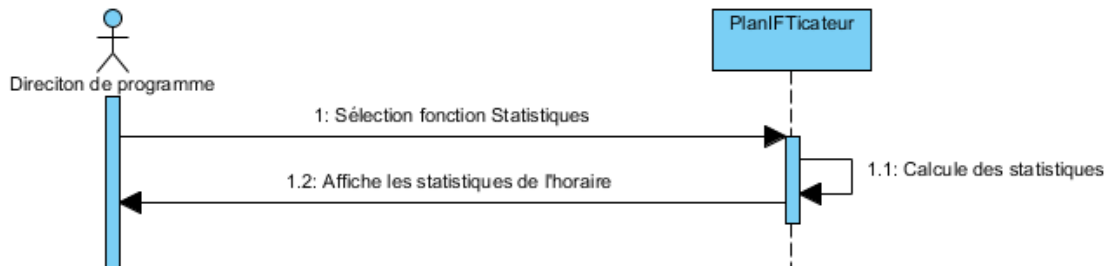 PlanIFTicateur
Direciton de programme
1: Sélection fonction Statistiques
1.1: Calcule des statistiques
1.2: Affiche les statistiques de l'horaire